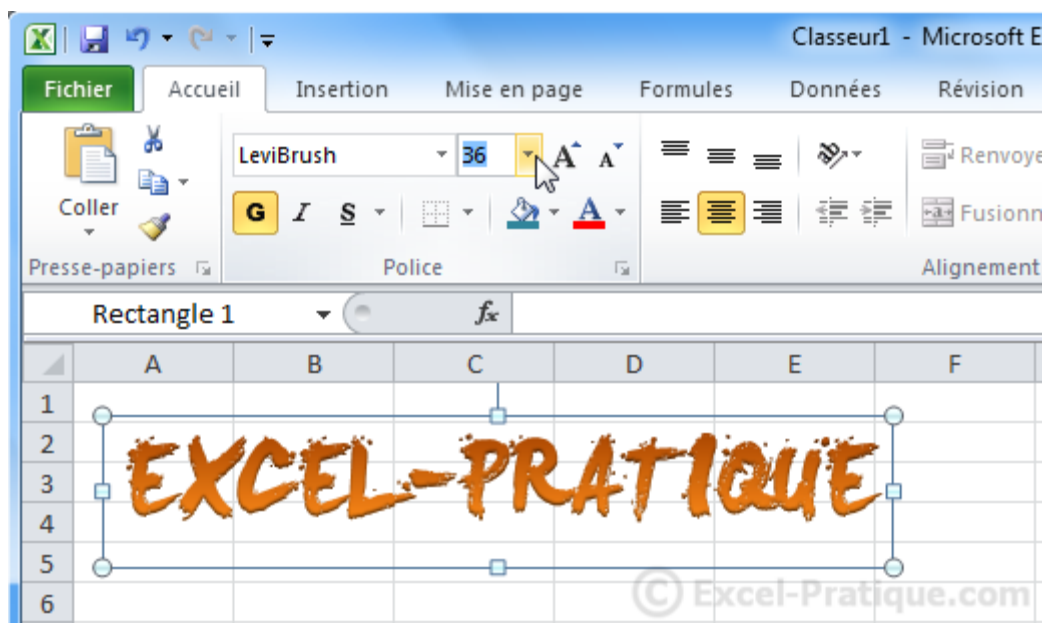 Classeur1 - Microsoft E
Fichier Accueil Insertion Mise en page Formules Données Révision
LeviBrush 36 A A
Renvoye
Coller
G I S A
Fusionn
Presse-papiers Police Alignement
Rectangle 1 fx
A B C D E F
1
2
3
4
5
6
EXCEL-PRATIQUE
© Excel-Pratique.com